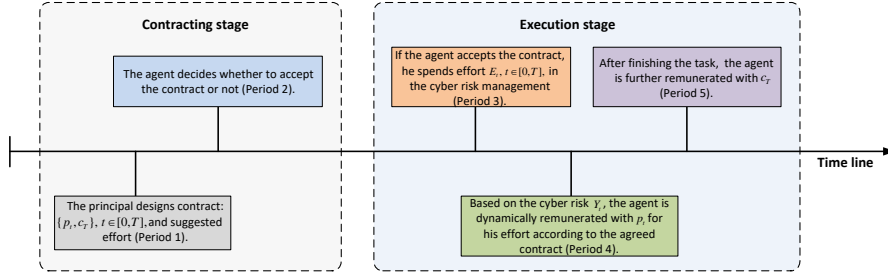 Contracting stage
Execution stage
The agent decides whether to accept
the contract or not (Period 2).
If the agent accepts the contract,
he spends effort E_t, t∈[0,T], in
the cyber risk management
(Period 3).
After finishing the task, the agent
is further remunerated with c_T
(Period 5).
Time line
The principal designs contract:
{p_t, c_T}, t∈[0,T], and suggested
effort (Period 1).
Based on the cyber risk Y_t, the agent is
dynamically remunerated with p_t for
his effort according to the agreed
contract (Period 4).